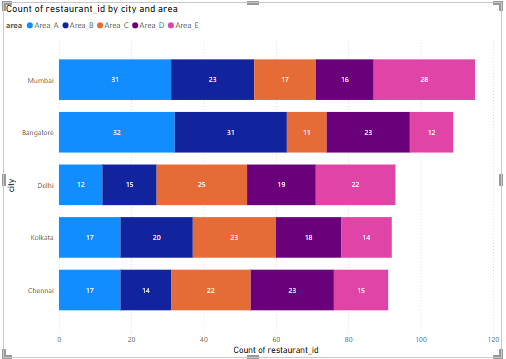 Count of restaurant_id by city and area
area Area_A Area_B Area_C Area_D Area_E
Mumbai 31 23 17 16 28
Bangalore 32 31 11 23 12
Delhi 12 15 25 19 22
Kolkata 17 20 23 18 14
Chennai 17 14 22 23 15
city
0 20 40 60 80 100 120
Count of restaurant_id